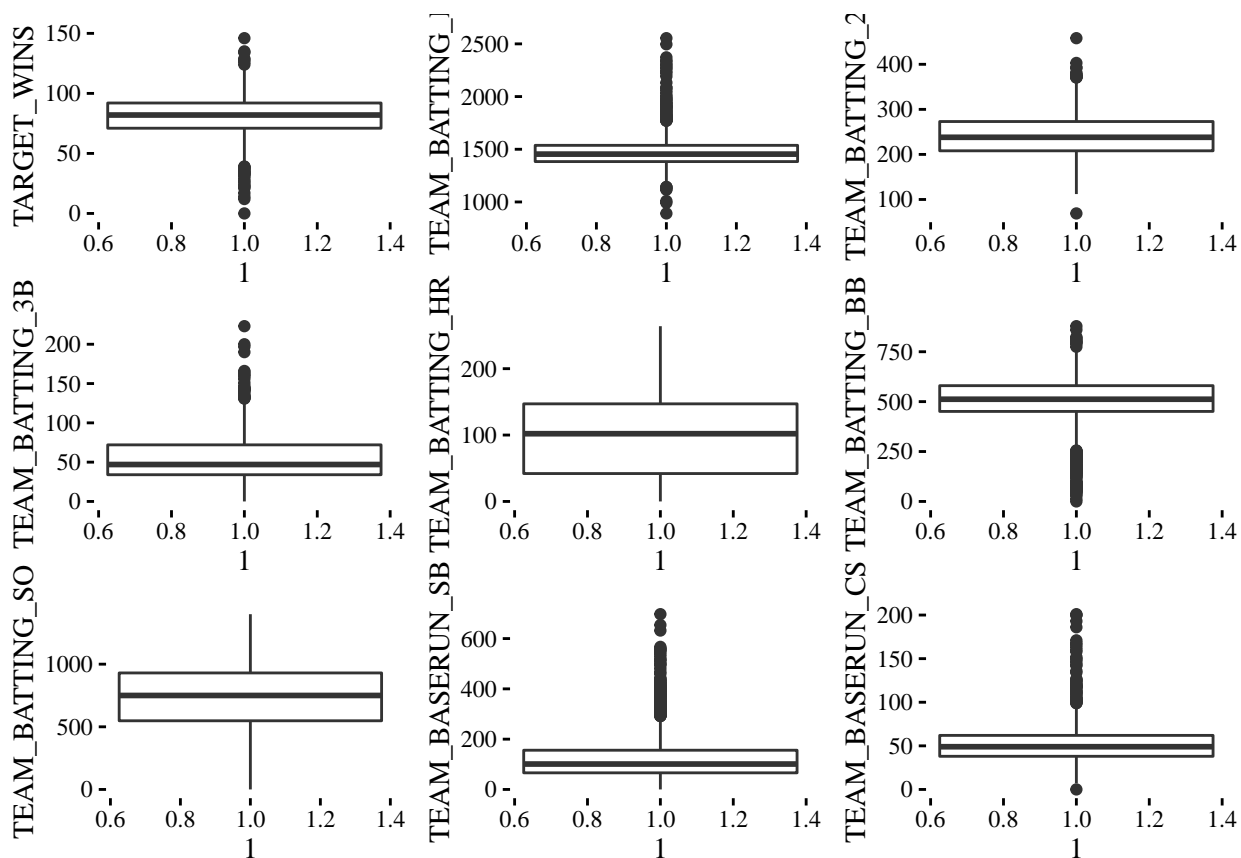 TARGET_WINS
150
100
50
0
0.6 0.8 1.0 1.2 1.4
1
TEAM_BATTING_
2500
2000
1500
1000
0.6 0.8 1.0 1.2 1.4
1
TEAM_BATTING_2
400
300
200
100
0.6 0.8 1.0 1.2 1.4
1
TEAM_BATTING_3B
200
150
100
50
0
0.6 0.8 1.0 1.2 1.4
1
TEAM_BATTING_HR
200
100
0
0.6 0.8 1.0 1.2 1.4
1
TEAM_BATTING_BB
750
500
250
0
0.6 0.8 1.0 1.2 1.4
1
TEAM_BATTING_SO
1000
500
0
0.6 0.8 1.0 1.2 1.4
1
TEAM_BASERUN_SB
600
400
200
0
0.6 0.8 1.0 1.2 1.4
1
TEAM_BASERUN_CS
200
150
100
50
0
0.6 0.8 1.0 1.2 1.4
1